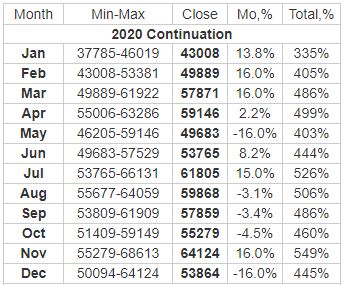 Month Min-Max Close Mo,% Total,%
2020 Continuation
Jan 37785-46019 43008 13.8% 335%
Feb 43008-53381 49889 16.0% 405%
Mar 49889-61922 57871 16.0% 486%
Apr 55006-63286 59146 2.2% 499%
May 46205-59146 49683 -16.0% 403%
Jun 49683-57529 53765 8.2% 444%
Jul 53765-66131 61805 15.0% 526%
Aug 55677-64059 59868 -3.1% 506%
Sep 53809-61909 57859 -3.4% 486%
Oct 51409-59149 55279 -4.5% 460%
Nov 55279-68613 64124 16.0% 549%
Dec 50094-64124 53864 -16.0% 445%